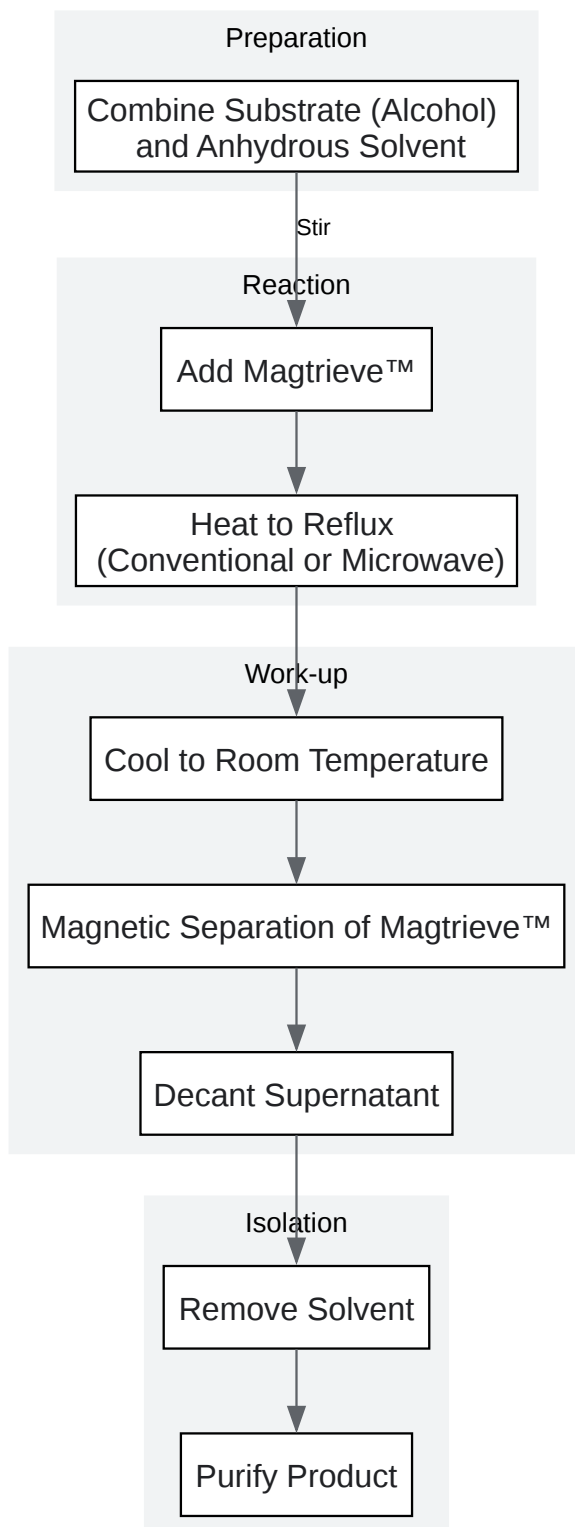 Preparation
Combine Substrate (Alcohol)
and Anhydrous Solvent
Stir
Reaction
Add Magtrieve™
Heat to Reflux
(Conventional or Microwave)
Work-up
Cool to Room Temperature
Magnetic Separation of Magtrieve™
Decant Supernatant
Isolation
Remove Solvent
Purify Product